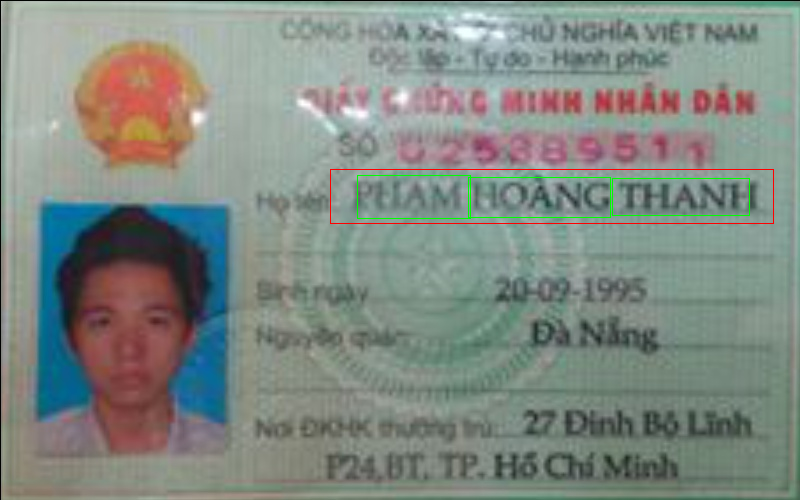 CỘNG HÒA XÃ HỘI CHỦ NGHĨA VIỆT NAM
Độc lập - Tự do - Hạnh phúc
GIẤY CHỨNG MINH NHÂN DÂN
SỐ 025389511
Họ tên PHẠM HOÀNG THANH
Sinh ngày 20-09-1995
Nguyên quán: Đà Nẵng
Nơi ĐKHK thường trú: 27 Đinh Bộ Lĩnh
P24,BT, TP. Hồ Chí Minh